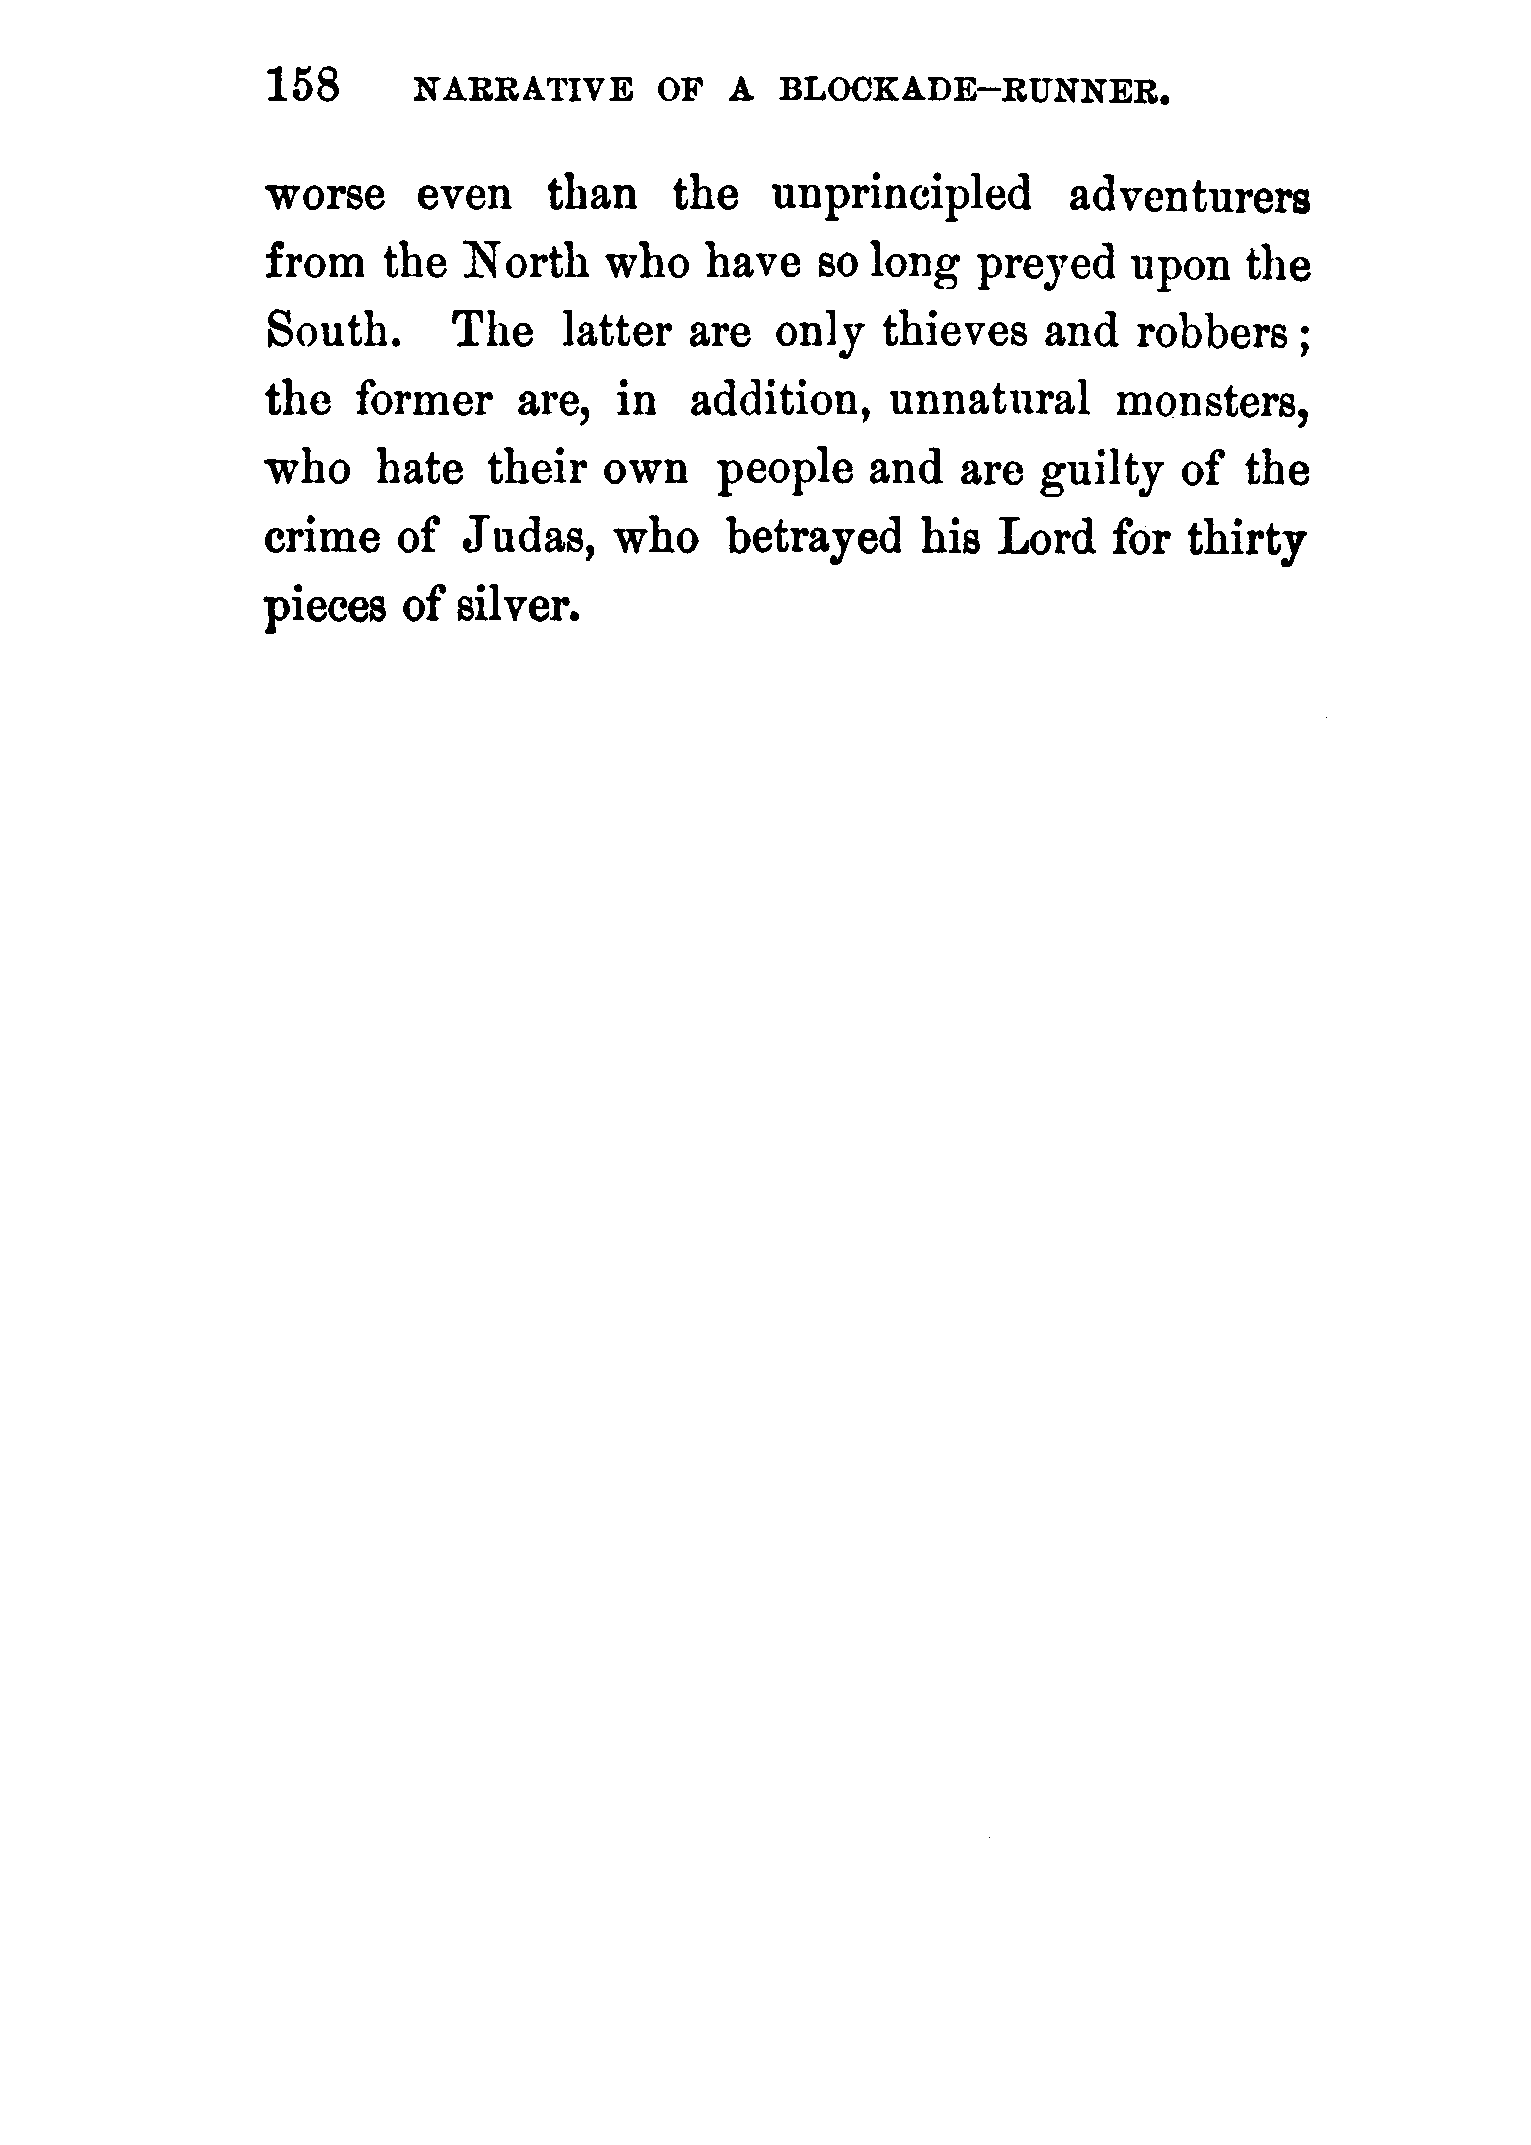 158 NARRATIVE OF A BLOCKADE-RUNNER.
worse even than the unprincipled adventurers
from the North who have so long preyed upon the
South. The latter are only thieves and robbers;
the former are, in addition, unnatural monsters,
who hate their own people and are guilty of the
crime of Judas, who betrayed his Lord for thirty
pieces of silver.